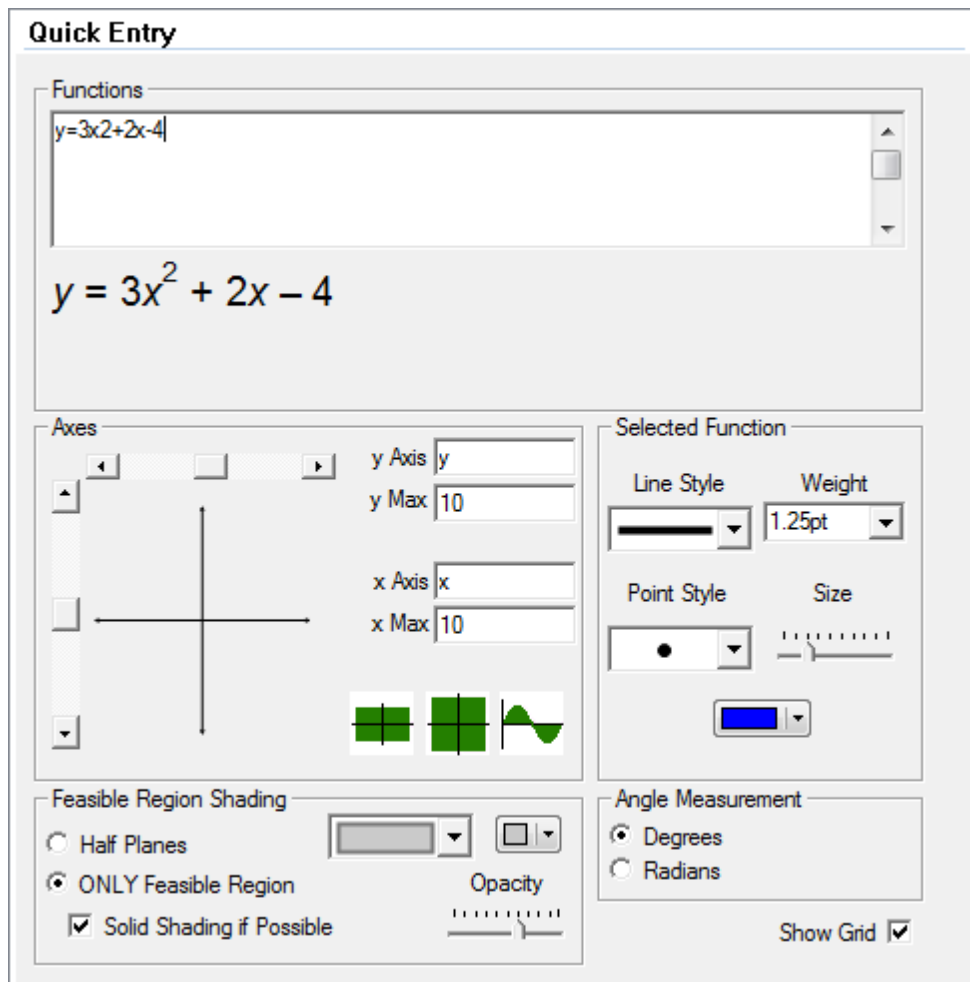 Quick Entry
Functions
y=3x2+2x-4
y = 3x² + 2x – 4
Axes
y Axis y
y Max 10
x Axis x
x Max 10
Selected Function
Line Style Weight
1.25pt
Point Style Size
Feasible Region Shading
Half Planes
ONLY Feasible Region
Opacity
Solid Shading if Possible
Angle Measurement
Degrees
Radians
Show Grid